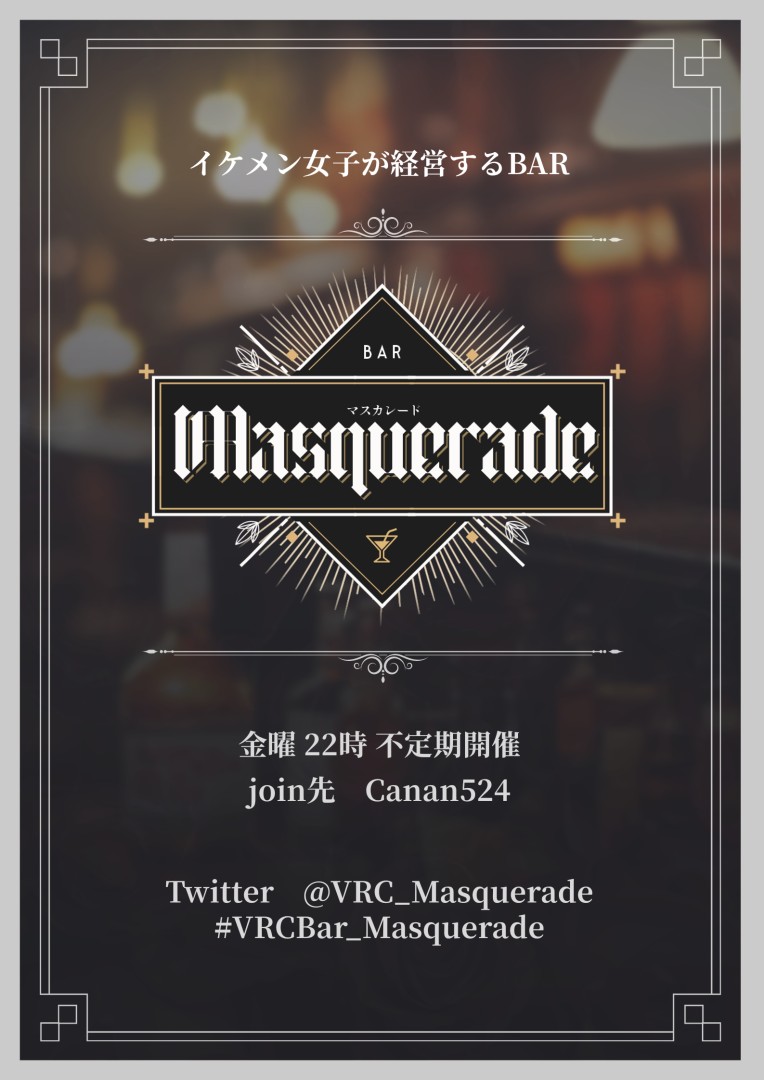 イケメン女子が経営するBAR
BAR
マスカレード
Masquerade
金曜 22時 不定期開催
join先　Canan524
Twitter　@VRC_Masquerade
#VRCBar_Masquerade